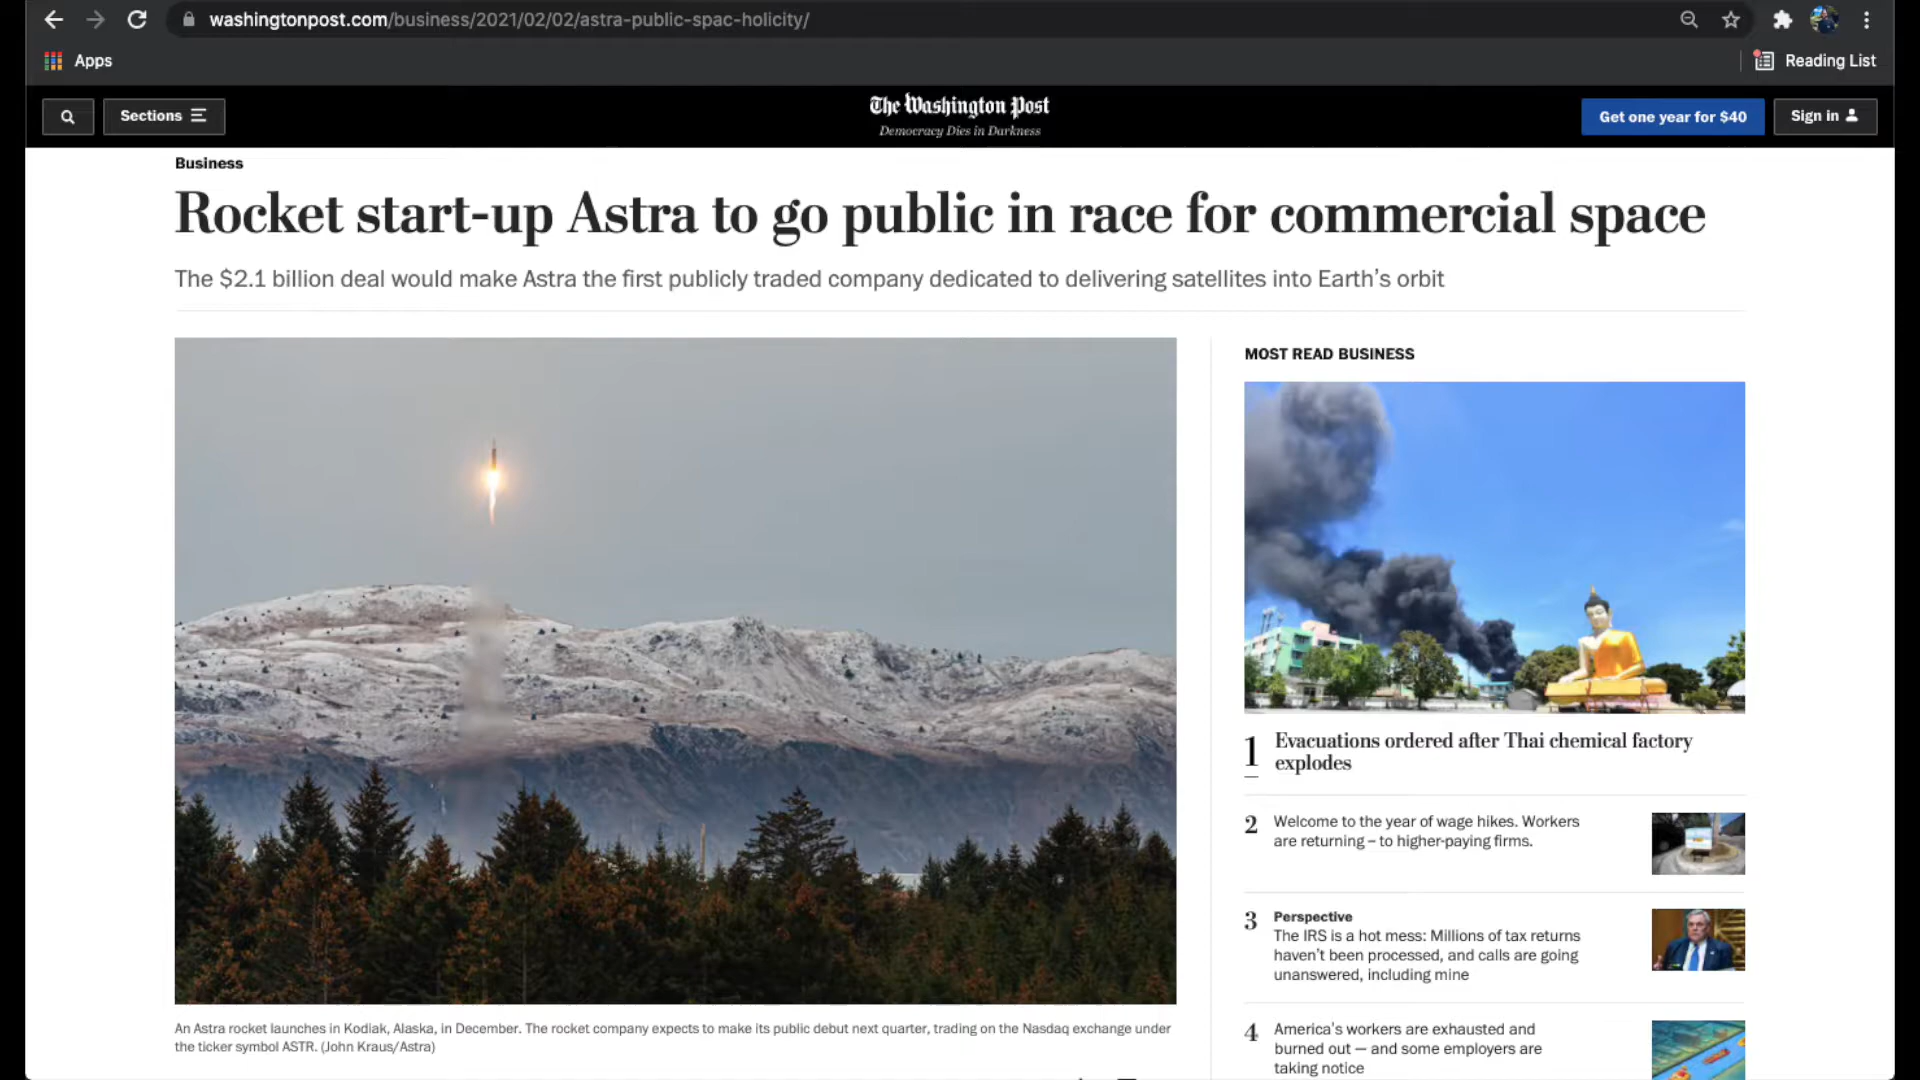 washingtonpost.com/business/2021/02/02/astra-public-spac-holicity/
Apps
Reading List
Sections
The Washington Post
Democracy Dies in Darkness
Get one year for $40
Sign in
Business
Rocket start-up Astra to go public in race for commercial space
The $2.1 billion deal would make Astra the first publicly traded company dedicated to delivering satellites into Earth's orbit
An Astra rocket launches in Kodiak, Alaska, in December. The rocket company expects to make its public debut next quarter, trading on the Nasdaq exchange under
the ticker symbol ASTR. (John Kraus/Astra)
MOST READ BUSINESS
1 Evacuations ordered after Thai chemical factory
explodes
2 Welcome to the year of wage hikes. Workers
are returning – to higher-paying firms.
3 Perspective
The IRS is a hot mess: Millions of tax returns
haven't been processed, and calls are going
unanswered, including mine
4 America's workers are exhausted and
burned out — and some employers are
taking notice